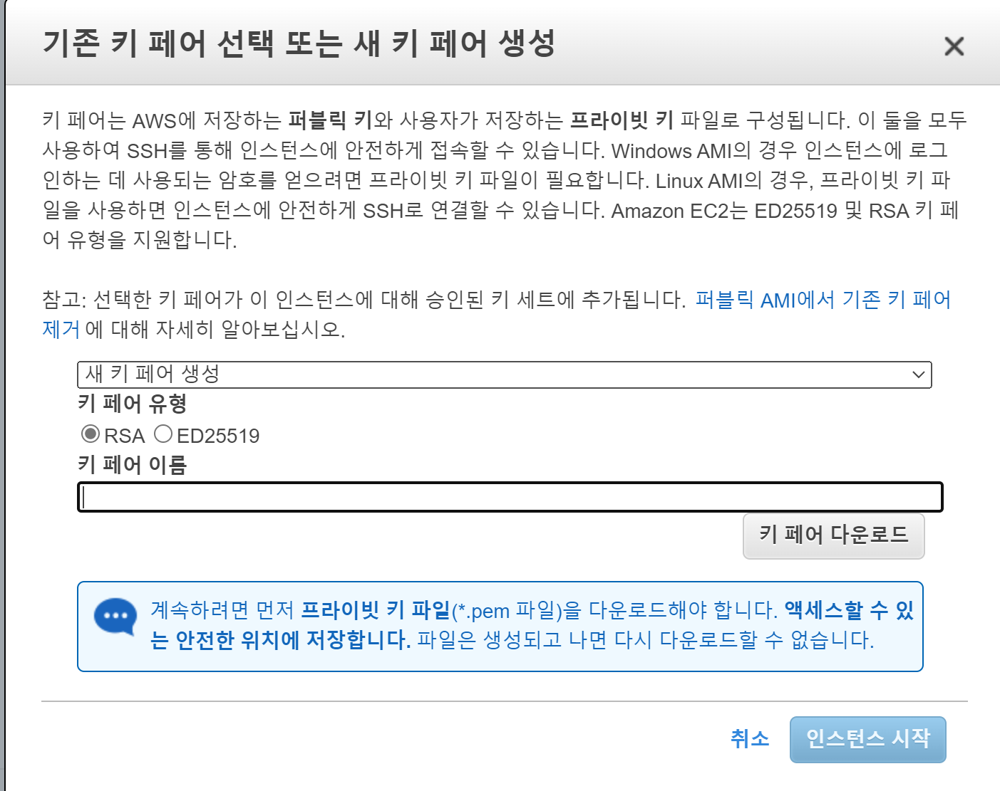 기존 키 페어 선택 또는 새 키 페어 생성
키 페어는 AWS에 저장하는 퍼블릭 키와 사용자가 저장하는 프라이빗 키 파일로 구성됩니다. 이 둘을 모두
사용하여 SSH를 통해 인스턴스에 안전하게 접속할 수 있습니다. Windows AMI의 경우 인스턴스에 로그
인하는 데 사용되는 암호를 얻으려면 프라이빗 키 파일이 필요합니다. Linux AMI의 경우, 프라이빗 키 파
일을 사용하면 인스턴스에 안전하게 SSH로 연결할 수 있습니다. Amazon EC2는 ED25519 및 RSA 키 페
어 유형을 지원합니다.
참고: 선택한 키 페어가 이 인스턴스에 대해 승인된 키 세트에 추가됩니다. 퍼블릭 AMI에서 기존 키 페어
제거 에 대해 자세히 알아보십시오.
새 키 페어 생성
키 페어 유형
RSA ED25519
키 페어 이름
키 페어 다운로드
계속하려면 먼저 프라이빗 키 파일(*.pem 파일)을 다운로드해야 합니다. 액세스할 수 있
는 안전한 위치에 저장합니다. 파일은 생성되고 나면 다시 다운로드할 수 없습니다.
취소 인스턴스 시작